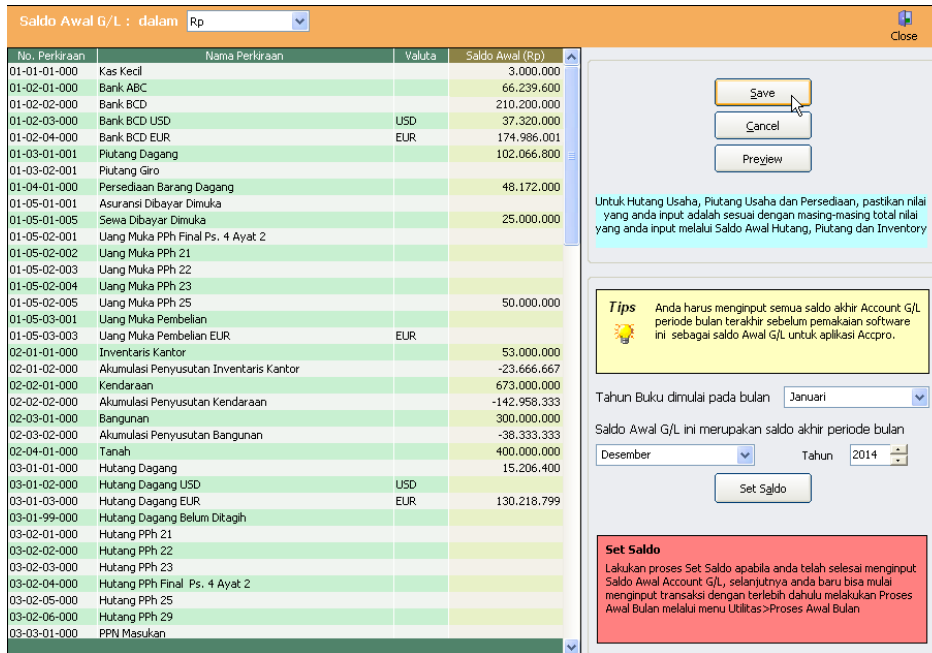 Saldo Awal G/L : dalam Rp
Close
No. Perkiraan Nama Perkiraan Valuta Saldo Awal (Rp)
01-01-01-000 Kas Kecil 3.000.000
01-02-01-000 Bank ABC 66.239.600
01-02-02-000 Bank BCD 210.200.000
01-02-03-000 Bank BCD USD USD 37.320.000
01-02-04-000 Bank BCD EUR EUR 174.986.001
01-03-01-001 Piutang Dagang 102.066.800
01-03-02-001 Piutang Giro
01-04-01-000 Persediaan Barang Dagang 48.172.000
01-05-01-001 Asuransi Dibayar Dimuka
01-05-01-005 Sewa Dibayar Dimuka 25.000.000
01-05-02-001 Uang Muka PPh Final Ps. 4 Ayat 2
01-05-02-002 Uang Muka PPh 21
01-05-02-003 Uang Muka PPh 22
01-05-02-004 Uang Muka PPh 23
01-05-02-005 Uang Muka PPh 25 50.000.000
01-05-03-001 Uang Muka Pembelian
01-05-03-003 Uang Muka Pembelian EUR EUR
02-01-01-000 Inventaris Kantor 53.000.000
02-01-02-000 Akumulasi Penyusutan Inventaris Kantor -23.666.667
02-02-01-000 Kendaraan 673.000.000
02-02-02-000 Akumulasi Penyusutan Kendaraan -142.958.333
02-03-01-000 Bangunan 300.000.000
02-03-02-000 Akumulasi Penyusutan Bangunan -38.333.333
02-04-01-000 Tanah 400.000.000
03-01-01-000 Hutang Dagang 15.206.400
03-01-02-000 Hutang Dagang USD USD
03-01-03-000 Hutang Dagang EUR EUR 130.218.799
03-01-99-000 Hutang Dagang Belum Ditagih
03-02-01-000 Hutang PPh 21
03-02-02-000 Hutang PPh 22
03-02-03-000 Hutang PPh 23
03-02-04-000 Hutang PPh Final Ps. 4 Ayat 2
03-02-05-000 Hutang PPh 25
03-02-06-000 Hutang PPh 29
03-03-01-000 PPN Masukan
Save
Cancel
Preview
Untuk Hutang Usaha, Piutang Usaha dan Persediaan, pastikan nilai
yang anda input adalah sesuai dengan masing-masing total nilai
yang anda input melalui Saldo Awal Hutang, Piutang dan Inventory
Tips Anda harus menginput semua saldo akhir Account G/L
periode bulan terakhir sebelum pemakaian software
ini sebagai saldo Awal G/L untuk aplikasi Accpro.
Tahun Buku dimulai pada bulan Januari
Saldo Awal G/L ini merupakan saldo akhir periode bulan
Desember Tahun 2014
Set Saldo
Set Saldo
Lakukan proses Set Saldo apabila anda telah selesai menginput
Saldo Awal Account G/L, selanjutnya anda baru bisa mulai
menginput transaksi dengan terlebih dahulu melakukan Proses
Awal Bulan melalui menu Utilitas>Proses Awal Bulan